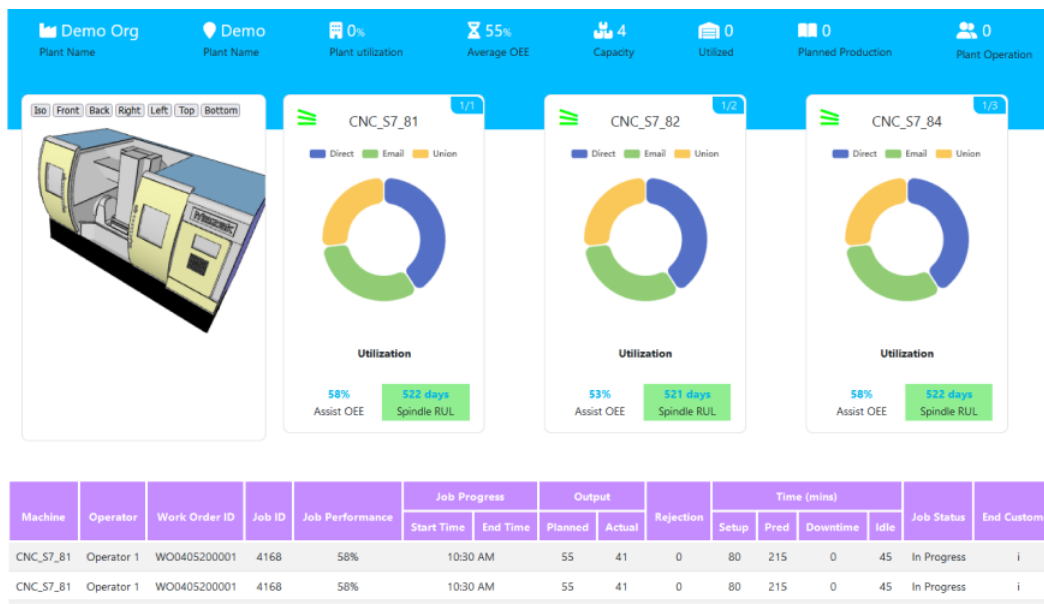 Demo Org
Plant Name
Demo
Plant Name
0%
Plant utilization
55%
Average OEE
4
Capacity
0
Utilized
0
Planned Production
0
Plant Operation
Iso Front Back Right Left Top Bottom
1/1
CNC_S7_81
Direct Email Union
Utilization
58%
Assist OEE
522 days
Spindle RUL
1/2
CNC_S7_82
Direct Email Union
Utilization
53%
Assist OEE
521 days
Spindle RUL
1/3
CNC_S7_84
Direct Email Union
Utilization
58%
Assist OEE
522 days
Spindle RUL
Job Progress Output Time (mins)
Machine Operator Work Order ID Job ID Job Performance Rejection Job Status End Custome
Start Time End Time Planned Actual Setup Pred Downtime Idle
CNC_S7_81 Operator 1 WO0405200001 4168 58% 10:30 AM 55 41 0 80 215 0 45 In Progress i
CNC_S7_81 Operator 1 WO0405200001 4168 58% 10:30 AM 55 41 0 80 215 0 45 In Progress i